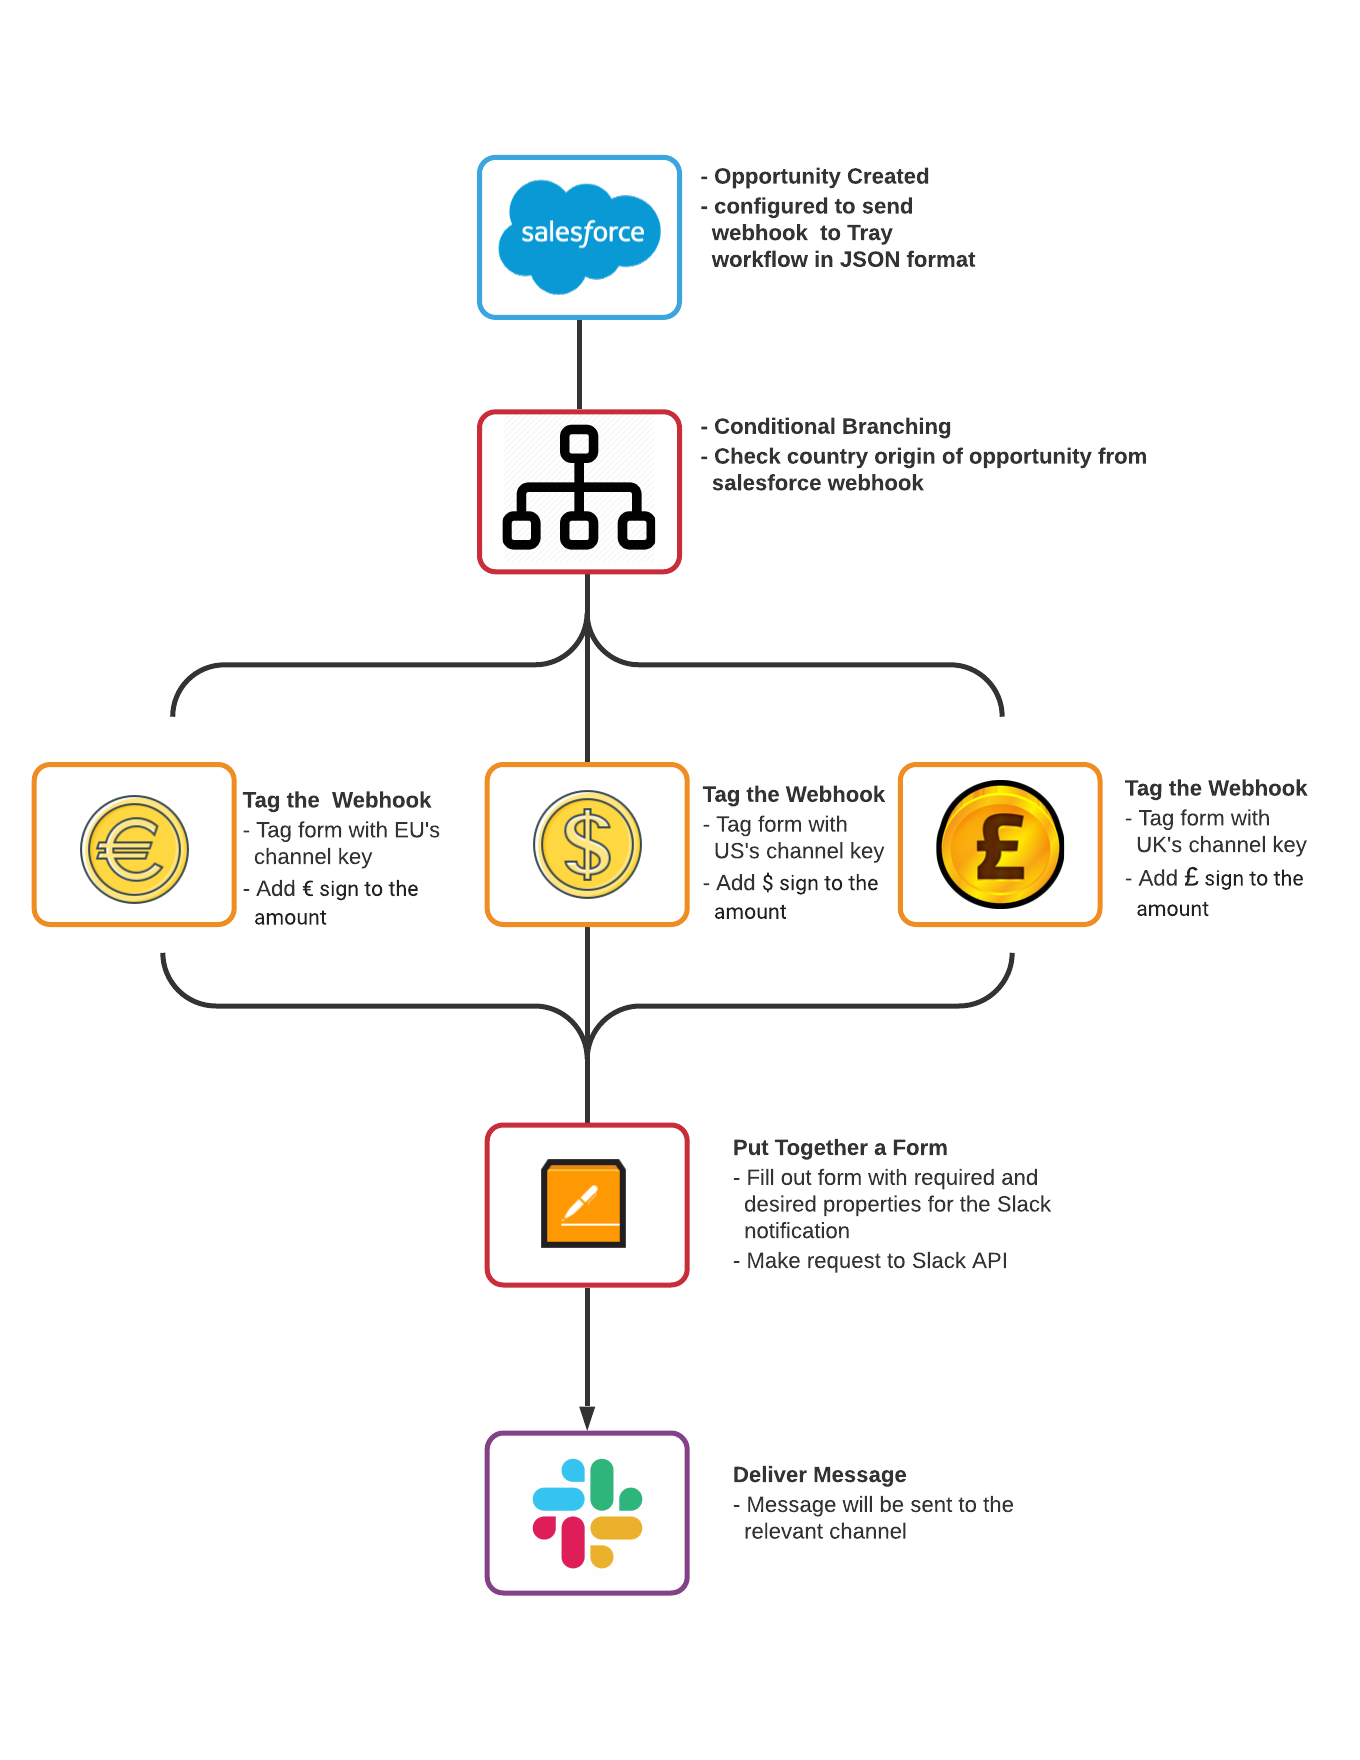 salesforce
- Opportunity Created
- configured to send
webhook  to Tray
workflow in JSON format
- Conditional Branching
- Check country origin of opportunity from
salesforce webhook
€
Tag the  Webhook
- Tag form with EU's
channel key
- Add € sign to the
amount
$
Tag the Webhook
- Tag form with
US's channel key
- Add $ sign to the
amount
£
Tag the Webhook
- Tag form with
UK's channel key
- Add £ sign to the
amount
Put Together a Form
- Fill out form with required and
desired properties for the Slack
notification
- Make request to Slack API
Deliver Message
- Message will be sent to the
relevant channel